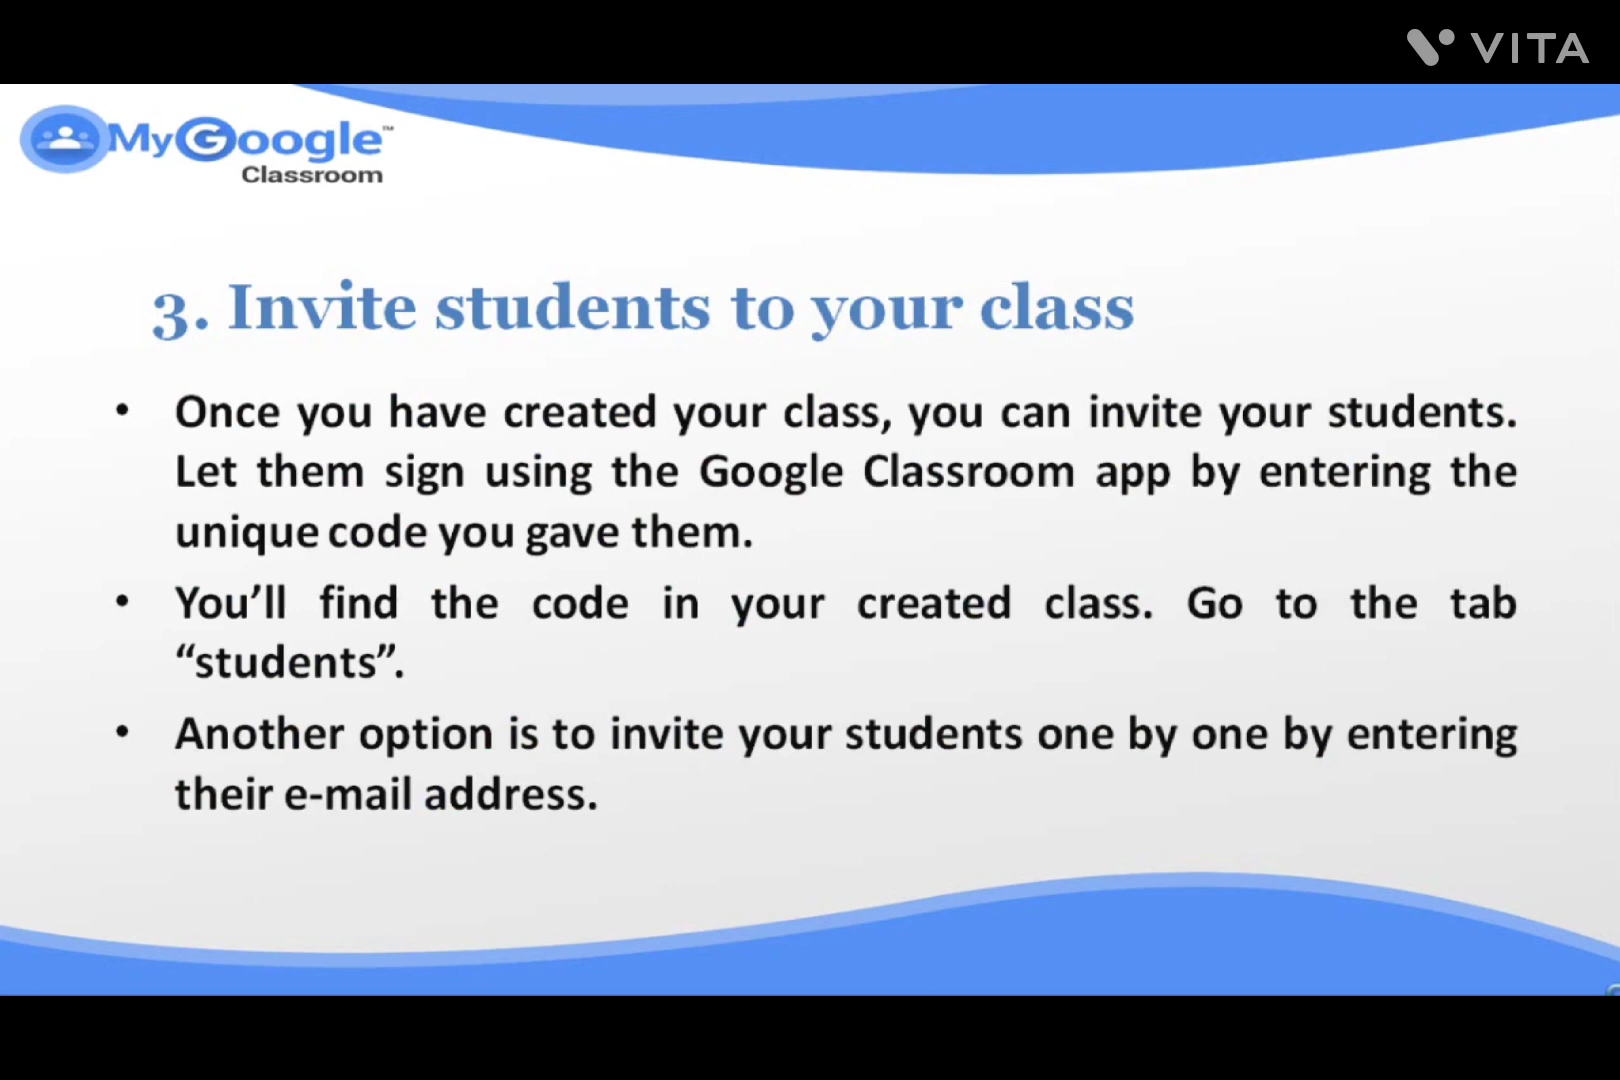 VITA
MyGoogle™
Classroom
3. Invite students to your class
• Once you have created your class, you can invite your students.
Let them sign using the Google Classroom app by entering the
unique code you gave them.
• You’ll find the code in your created class. Go to the tab
“students”.
• Another option is to invite your students one by one by entering
their e-mail address.